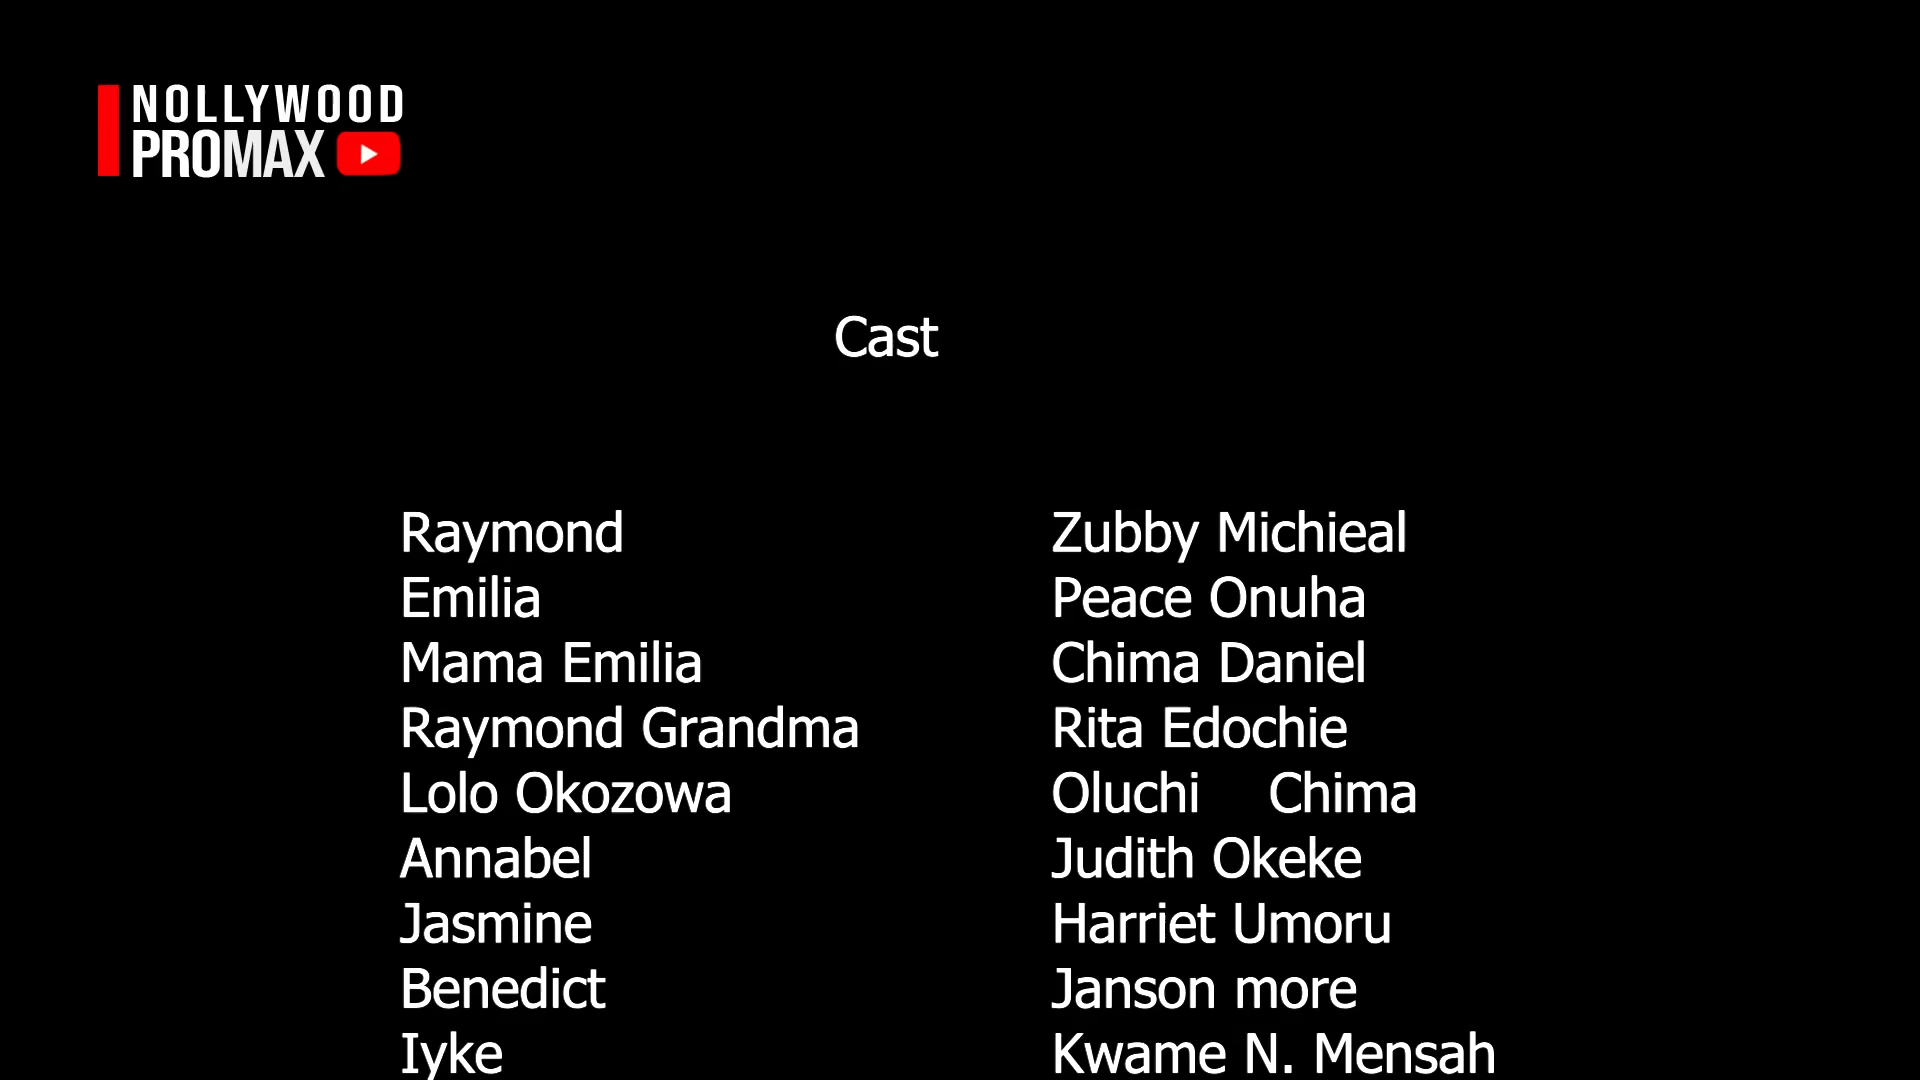 NOLLYWOOD
PROMAX
Cast
Raymond Zubby Michieal
Emilia Peace Onuha
Mama Emilia Chima Daniel
Raymond Grandma Rita Edochie
Lolo Okozowa Oluchi Chima
Annabel Judith Okeke
Jasmine Harriet Umoru
Benedict Janson more
Iyke Kwame N. Mensah